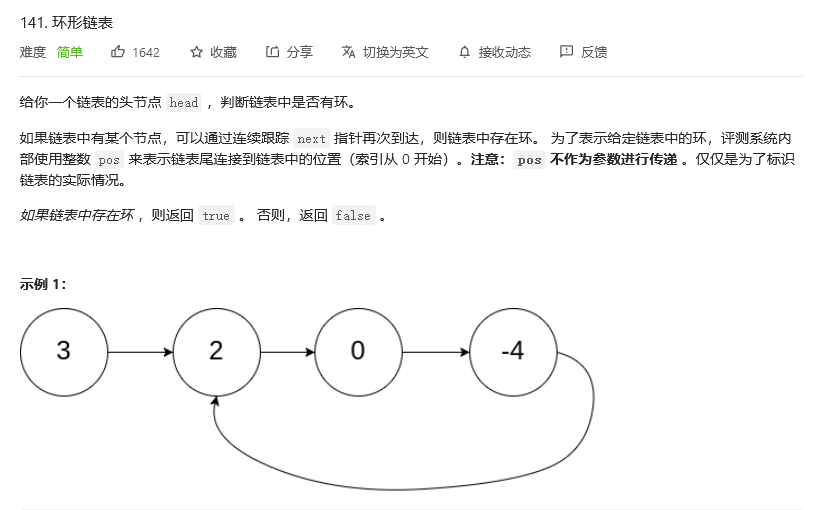 141. 环形链表
难度 简单 1642 收藏 分享 切换为英文 接收动态 反馈
给你一个链表的头节点 head ，判断链表中是否有环。
如果链表中有某个节点，可以通过连续跟踪 next 指针再次到达，则链表中存在环。 为了表示给定链表中的环，评测系统内
部使用整数 pos 来表示链表尾连接到链表中的位置（索引从 0 开始）。注意：pos 不作为参数进行传递 。仅仅是为了标识
链表的实际情况。
如果链表中存在环 ，则返回 true 。 否则，返回 false 。
示例 1：
3 2 0 -4